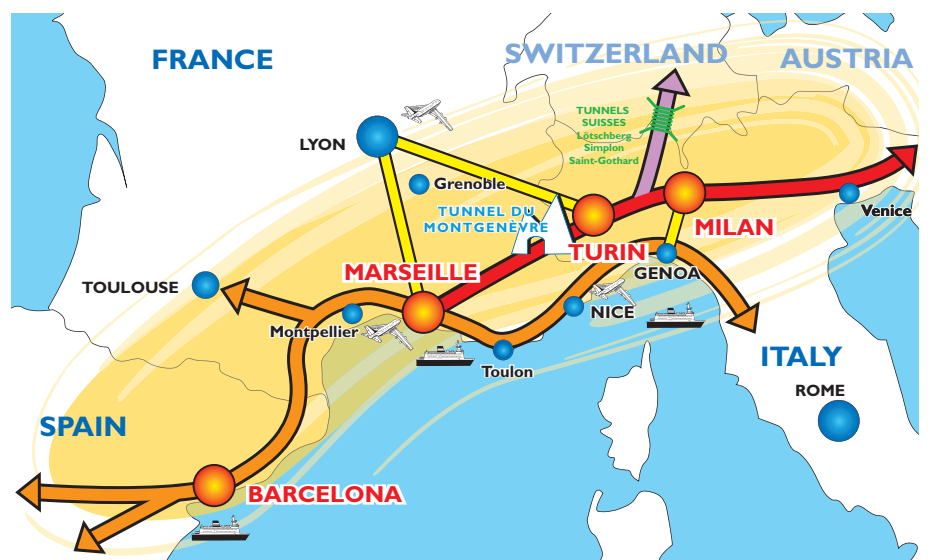 FRANCE
SWITZERLAND
AUSTRIA
TUNNELS
SUISSES
Lötschberg
Simplon
Saint-Gothard
LYON
Grenoble
TUNNEL DU
MONTGENÈVRE
Venice
MILAN
TURIN
GENOA
MARSEILLE
TOULOUSE
NICE
Montpellier
Toulon
ITALY
ROME
SPAIN
BARCELONA